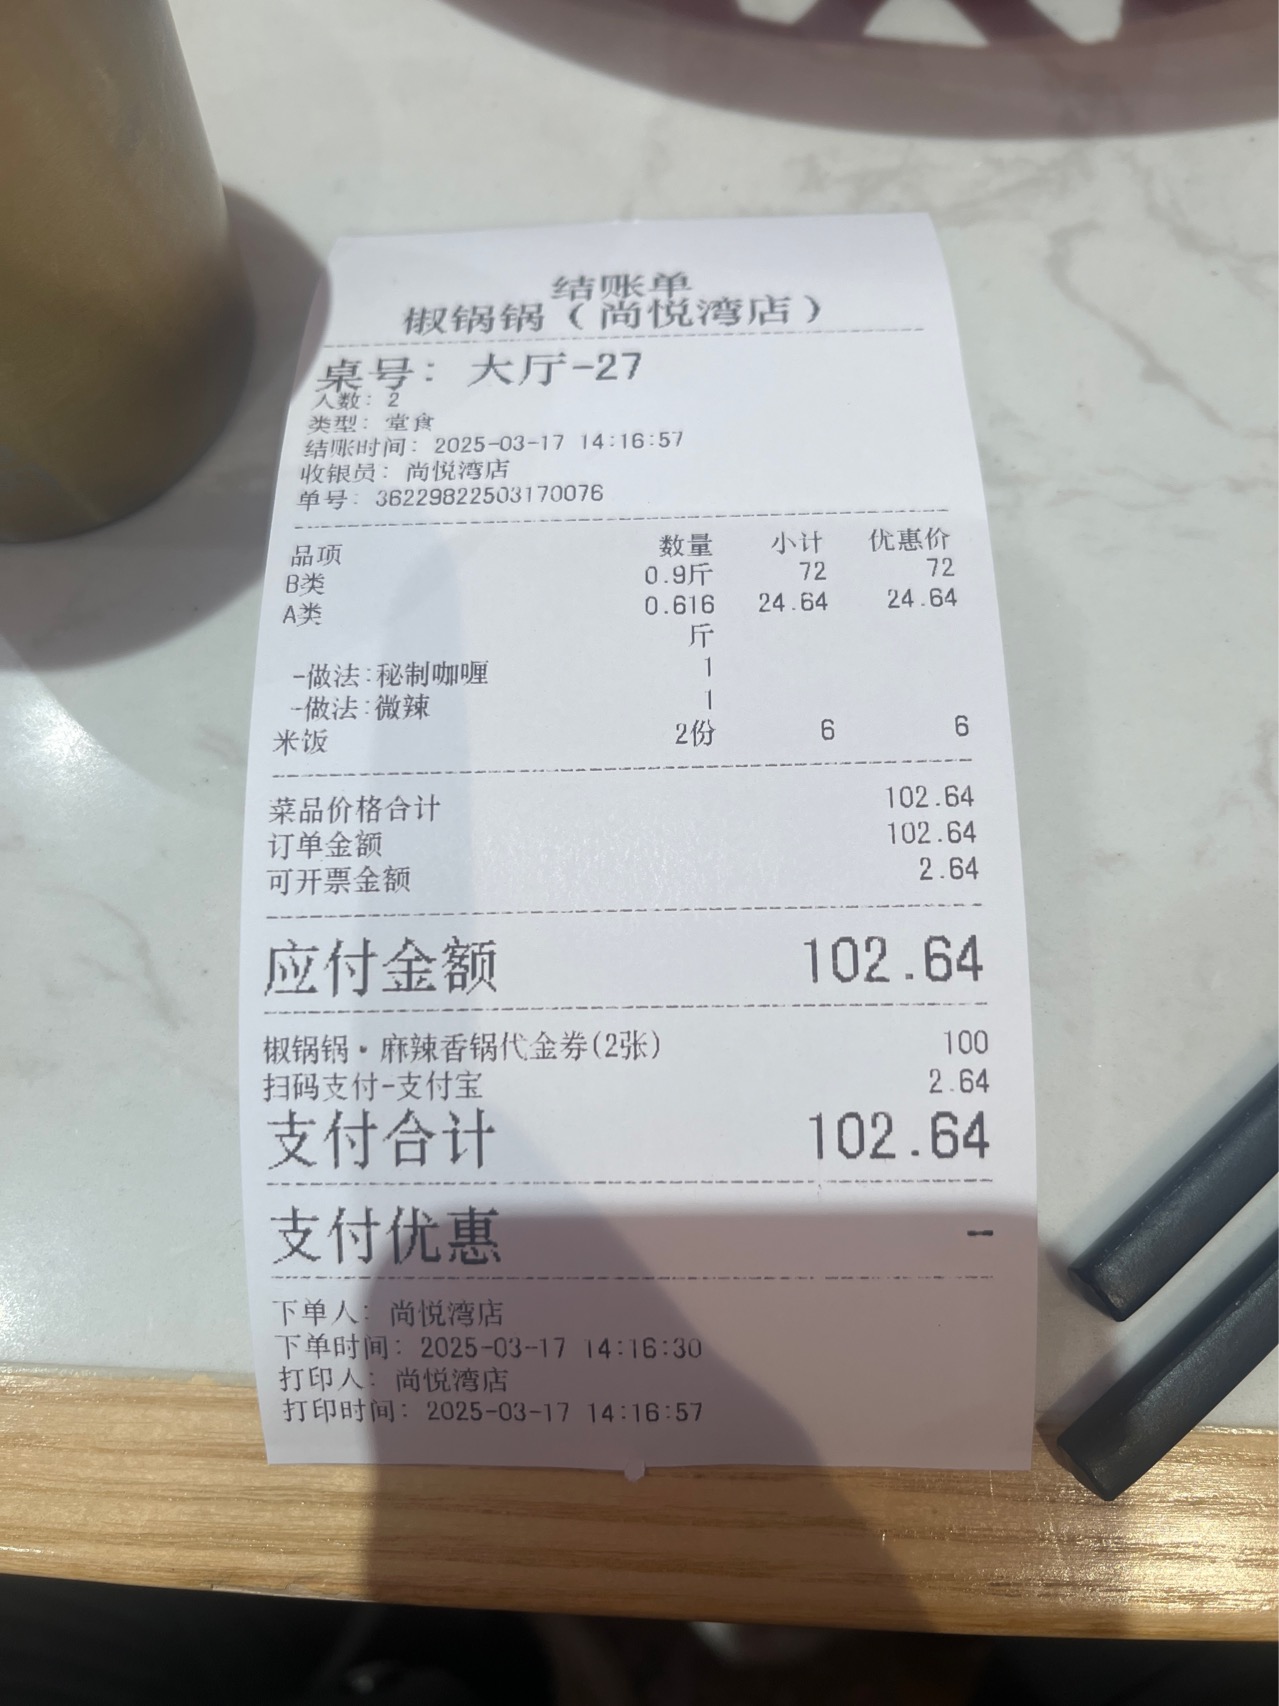 结账单
椒锅锅（尚悦湾店）
桌号：大厅-27
人数：2
类型：堂食
结账时间：2025-03-17 14:16:57
收银员：尚悦湾店
单号：36229822503170076
品项 数量 小计 优惠价
B类 0.9斤 72 72
A类 0.616 24.64 24.64
斤
-做法:秘制咖喱 1
-做法:微辣 1
米饭 2份 6 6
菜品价格合计 102.64
订单金额 102.64
可开票金额 2.64
应付金额 102.64
椒锅锅·麻辣香锅代金券(2张) 100
扫码支付-支付宝 2.64
支付合计 102.64
支付优惠 -
下单人：尚悦湾店
下单时间：2025-03-17 14:16:30
打印人：尚悦湾店
打印时间：2025-03-17 14:16:57